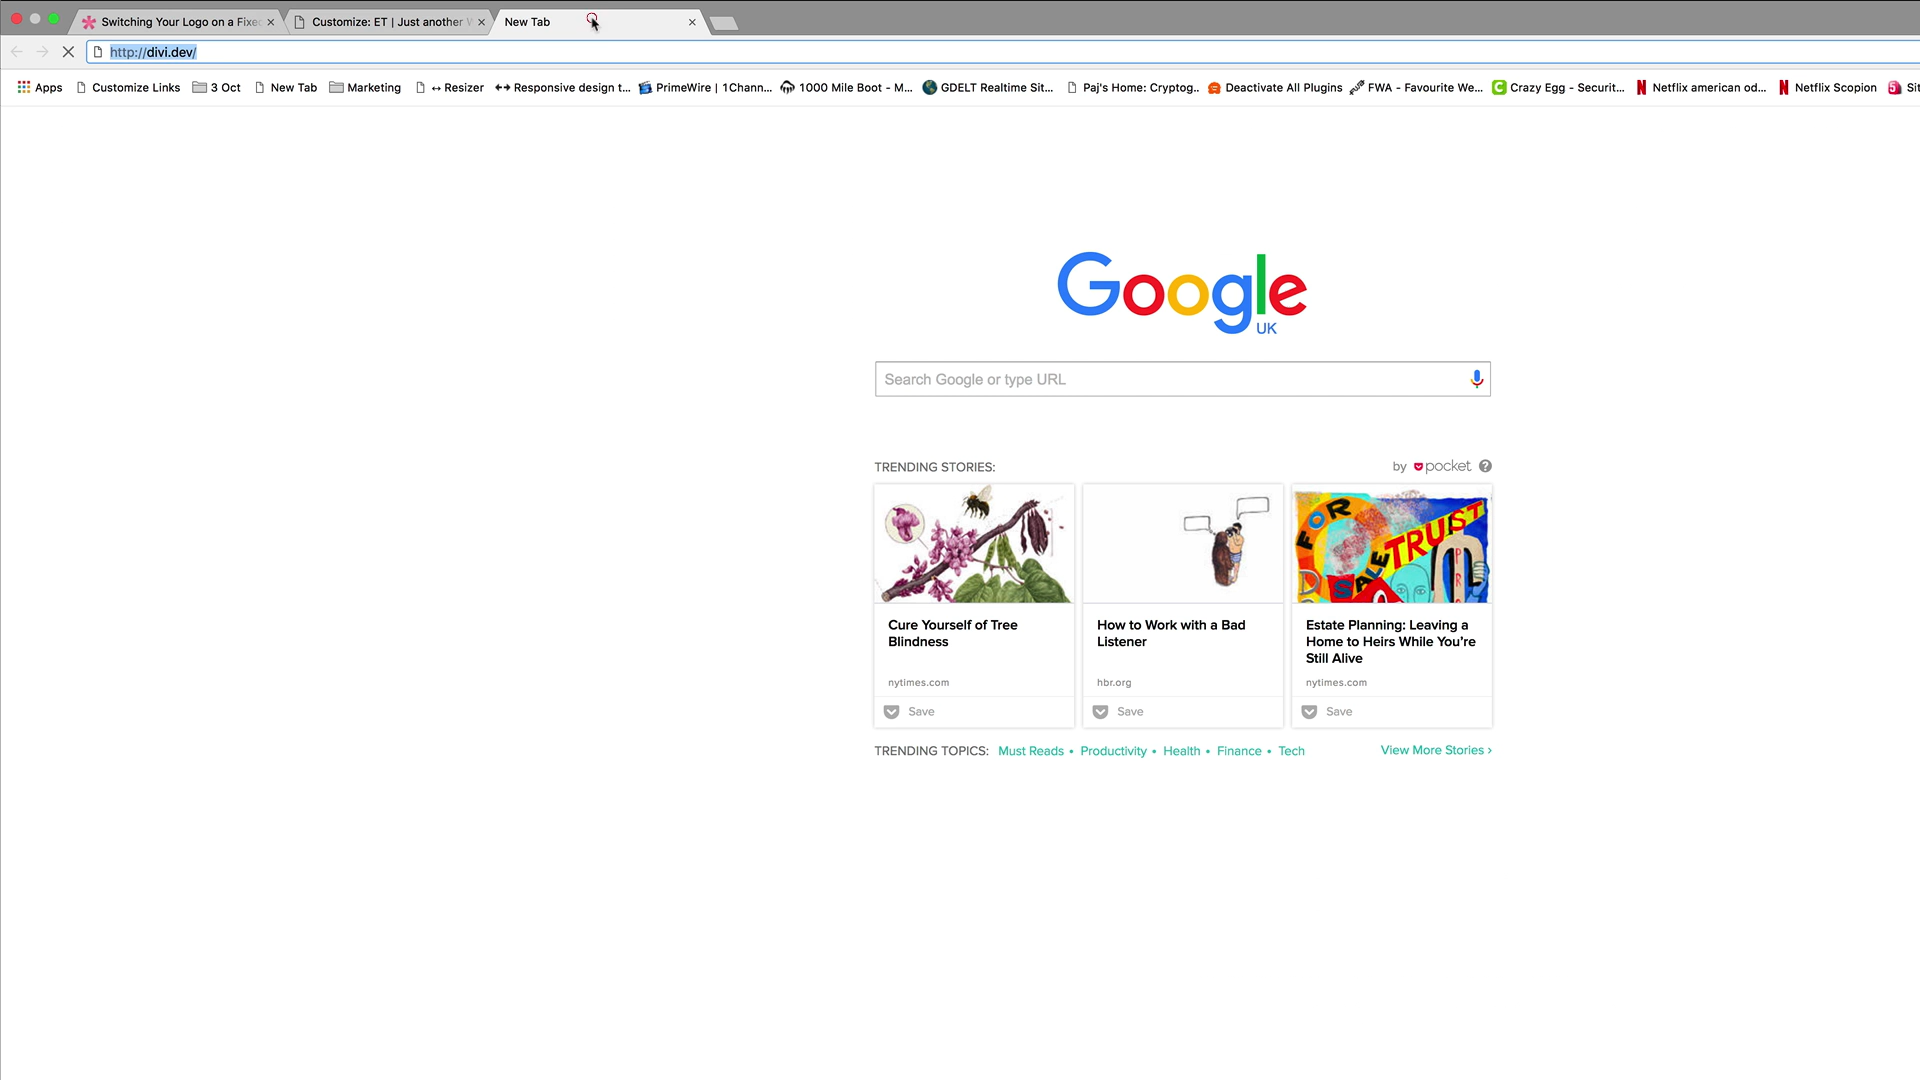 Switching Your Logo on a Fixe
Customize: ET | Just another
New Tab
http://divi.dev/
Apps
Customize Links
3 Oct
New Tab
Marketing
↔ Resizer
Responsive design t...
PrimeWire | 1Chann...
1000 Mile Boot - M...
GDELT Realtime Sit...
Paj's Home: Cryptog..
Deactivate All Plugins
FWA - Favourite We...
Crazy Egg - Securit...
Netflix american od...
Netflix Scopion
Sit
Google
UK
Search Google or type URL
TRENDING STORIES:
by pocket ?
FOR
SALE
TRUST
Cure Yourself of Tree
Blindness
nytimes.com
Save
How to Work with a Bad
Listener
hbr.org
Save
Estate Planning: Leaving a
Home to Heirs While You're
Still Alive
nytimes.com
Save
TRENDING TOPICS: Must Reads • Productivity • Health • Finance • Tech
View More Stories ›